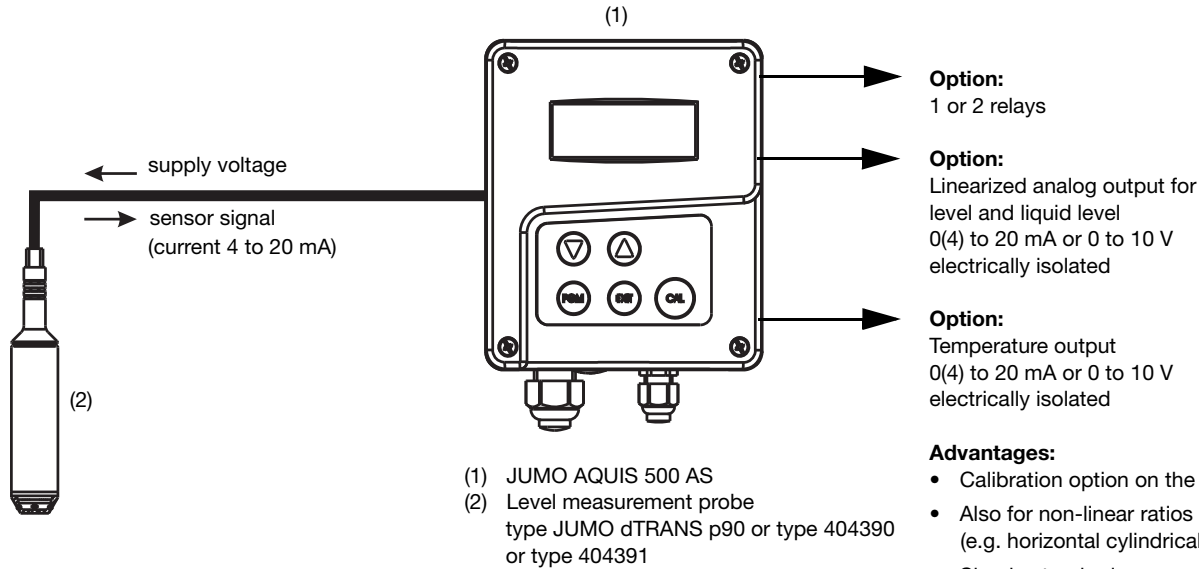 (1)
supply voltage
sensor signal
(current 4 to 20 mA)
(2)
PGM
EXIT
CAL
Option:
1 or 2 relays
Option:
Linearized analog output for
level and liquid level
0(4) to 20 mA or 0 to 10 V
electrically isolated
Option:
Temperature output
0(4) to 20 mA or 0 to 10 V
electrically isolated
(1) JUMO AQUIS 500 AS
(2) Level measurement probe
type JUMO dTRANS p90 or type 404390
or type 404391
Advantages:
• Calibration option on the
• Also for non-linear ratios
(e.g. horizontal cylindrical